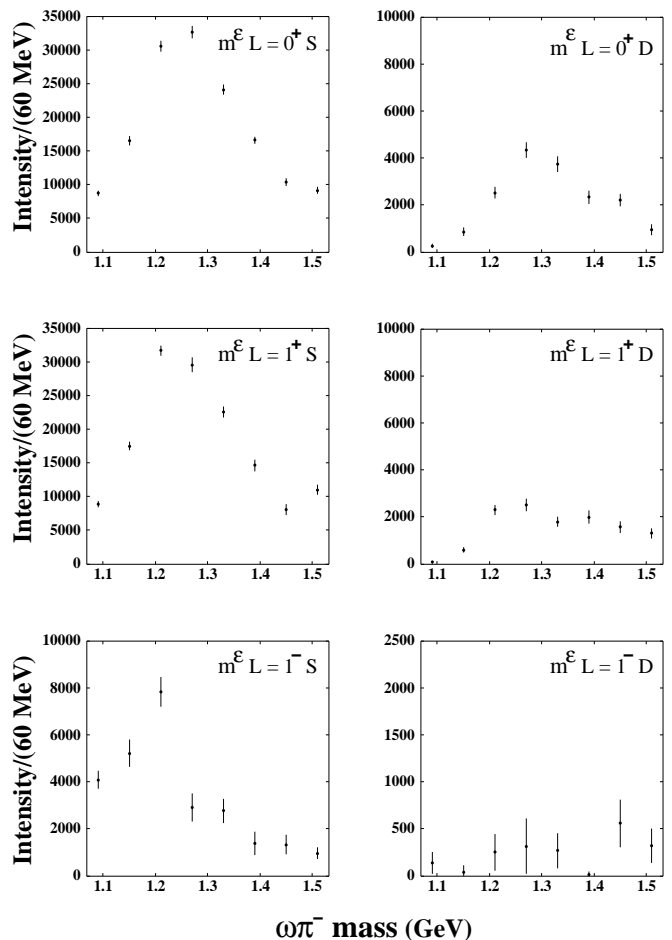 Intensity/(60 MeV)
35000
30000
25000
20000
15000
10000
5000
0
1.1 1.2 1.3 1.4 1.5
mε L = 0+ S
10000
8000
6000
4000
2000
0
1.1 1.2 1.3 1.4 1.5
mε L = 0+ D
Intensity/(60 MeV)
35000
30000
25000
20000
15000
10000
5000
0
1.1 1.2 1.3 1.4 1.5
mε L = 1+ S
10000
8000
6000
4000
2000
0
1.1 1.2 1.3 1.4 1.5
mε L = 1+ D
Intensity/(60 MeV)
10000
8000
6000
4000
2000
0
1.1 1.2 1.3 1.4 1.5
mε L = 1− S
2500
2000
1500
1000
500
0
1.1 1.2 1.3 1.4 1.5
mε L = 1− D
ωπ− mass (GeV)